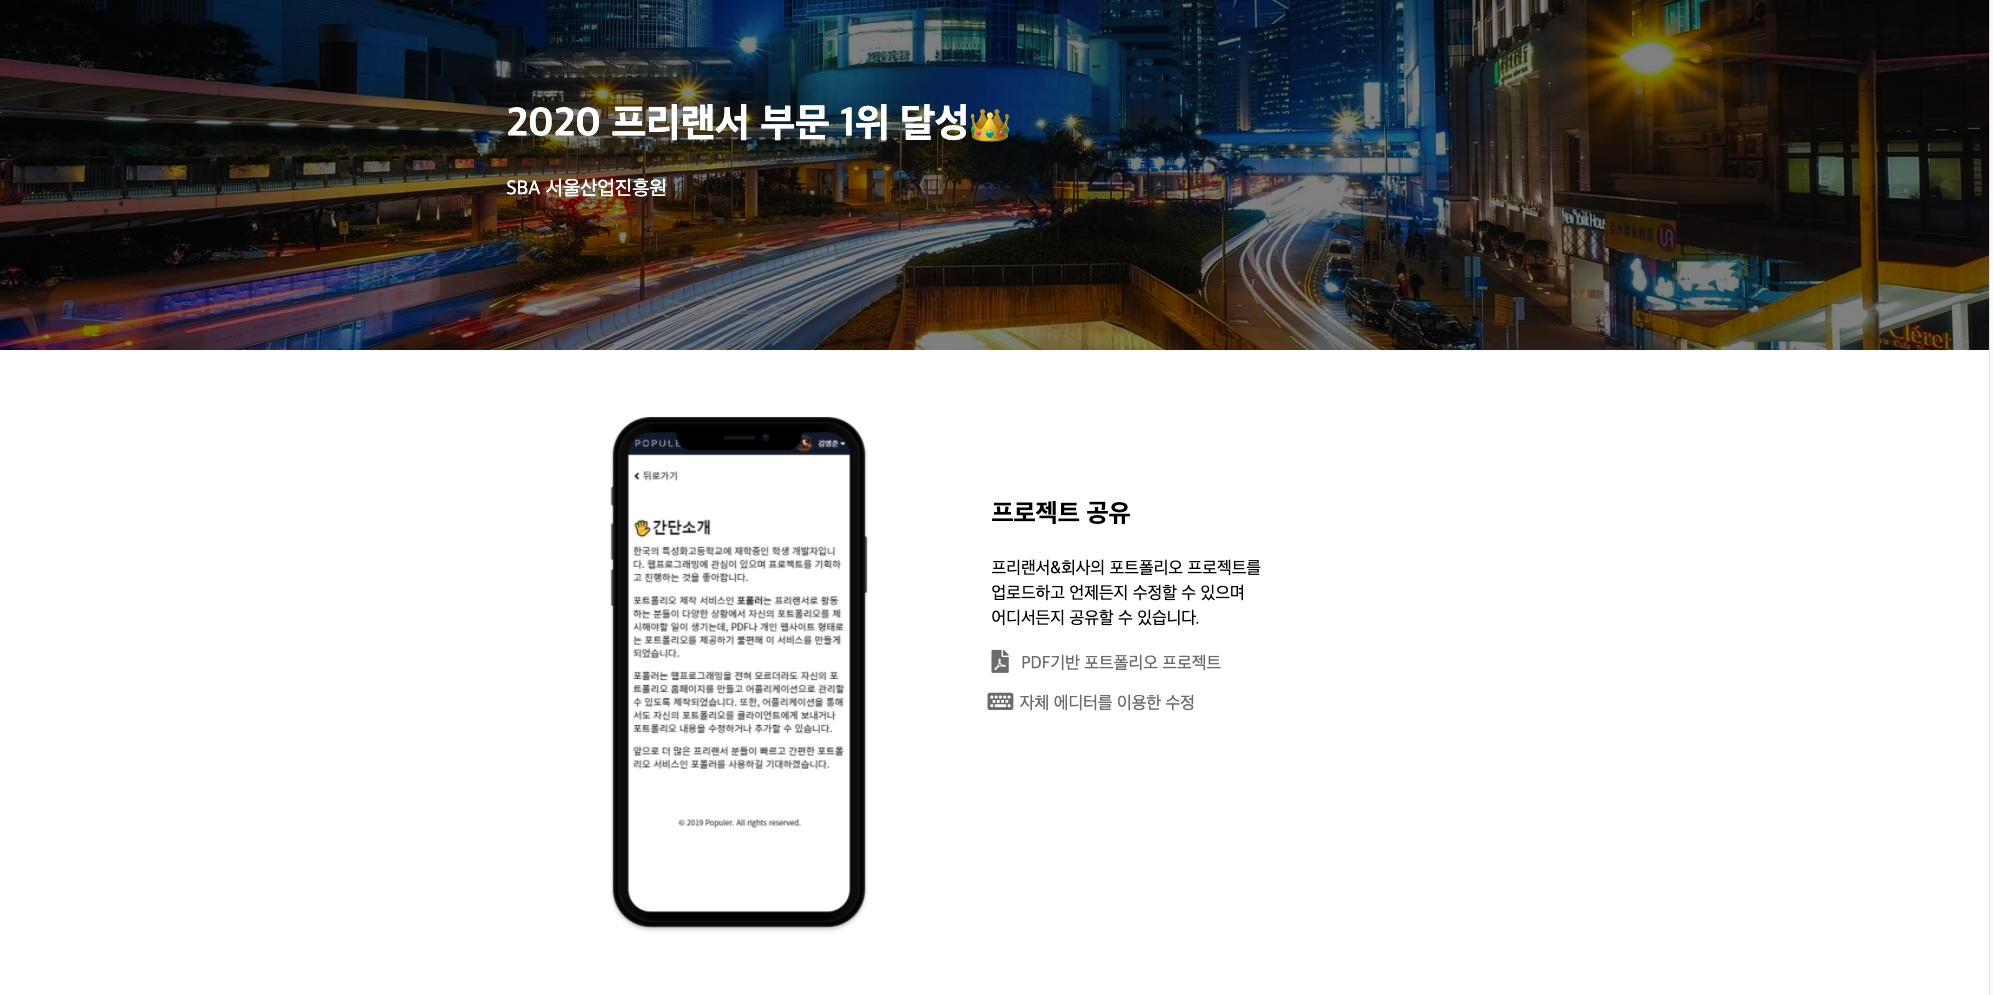 2020 프리랜서 부문 1위 달성👑
SBA 서울산업진흥원
NEW YORK HOUSE
Cléret
POPULE
김영준
뒤로가기
🖐간단소개
한국의 특성화고등학교에 재학중인 학생 개발자입니
다. 웹프로그래밍에 관심이 있으며 프로젝트를 기획하
고 진행하는 것을 좋아합니다.
포트폴리오 제작 서비스인 포폴러는 프리랜서로 활동
하는 분들이 다양한 상황에서 자신의 포트폴리오를 제
시해야할 일이 생기는데, PDF나 개인 웹사이트 형태로
는 포트폴리오를 제공하기 불편해 이 서비스를 만들게
되었습니다.
포폴러는 웹프로그래밍을 전혀 모르더라도 자신의 포
트폴리오 홈페이지를 만들고 어플리케이션으로 관리할
수 있도록 제작되었습니다. 또한, 어플리케이션을 통해
서도 자신의 포트폴리오를 클라이언트에게 보내거나
포트폴리오 내용을 수정하거나 추가할 수 있습니다.
앞으로 더 많은 프리랜서 분들이 빠르고 간편한 포트폴
리오 서비스인 포폴러를 사용하길 기대하겠습니다.
© 2019 Populer. All rights reserved.
프로젝트 공유
프리랜서&회사의 포트폴리오 프로젝트를
업로드하고 언제든지 수정할 수 있으며
어디서든지 공유할 수 있습니다.
PDF기반 포트폴리오 프로젝트
자체 에디터를 이용한 수정